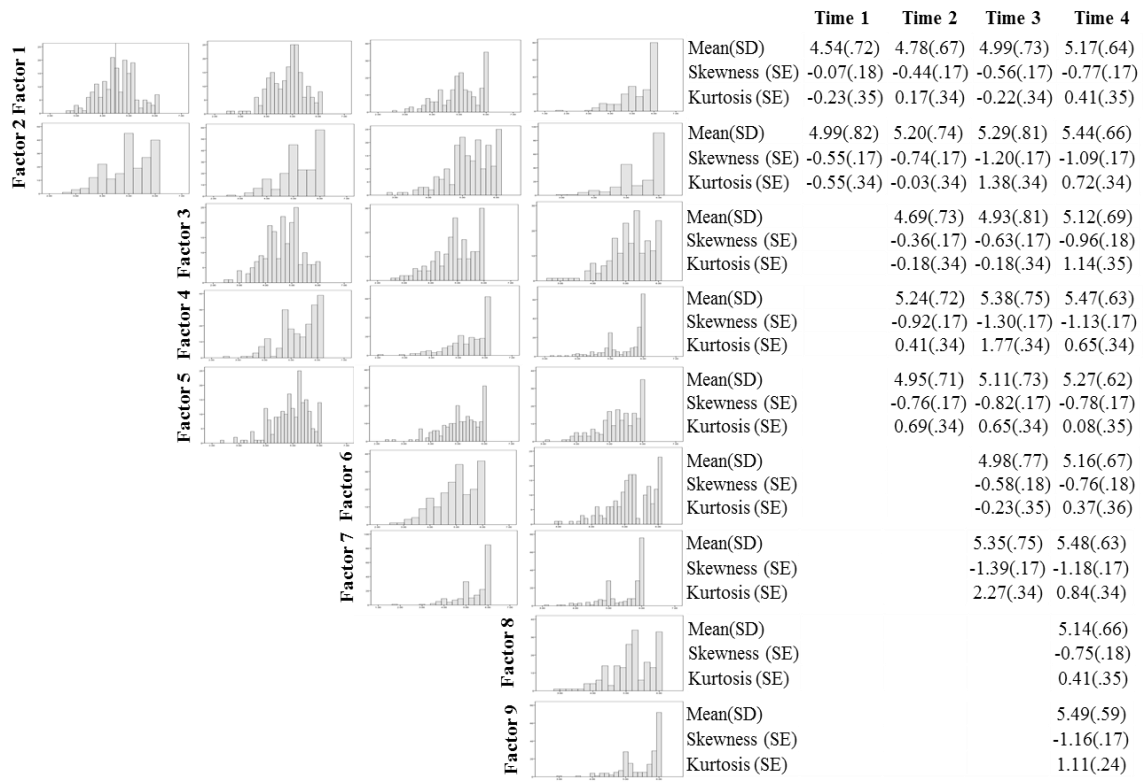 Time 1 Time 2 Time 3 Time 4
Factor 1
Mean(SD) 4.54(.72) 4.78(.67) 4.99(.73) 5.17(.64)
Skewness (SE) -0.07(.18) -0.44(.17) -0.56(.17) -0.77(.17)
Kurtosis (SE) -0.23(.35) 0.17(.34) -0.22(.34) 0.41(.35)
Factor 2
Mean(SD) 4.99(.82) 5.20(.74) 5.29(.81) 5.44(.66)
Skewness (SE) -0.55(.17) -0.74(.17) -1.20(.17) -1.09(.17)
Kurtosis (SE) -0.55(.34) -0.03(.34) 1.38(.34) 0.72(.34)
Factor 3
Mean(SD) 4.69(.73) 4.93(.81) 5.12(.69)
Skewness (SE) -0.36(.17) -0.63(.17) -0.96(.18)
Kurtosis (SE) -0.18(.34) -0.18(.34) 1.14(.35)
Factor 4
Mean(SD) 5.24(.72) 5.38(.75) 5.47(.63)
Skewness (SE) -0.92(.17) -1.30(.17) -1.13(.17)
Kurtosis (SE) 0.41(.34) 1.77(.34) 0.65(.34)
Factor 5
Mean(SD) 4.95(.71) 5.11(.73) 5.27(.62)
Skewness (SE) -0.76(.17) -0.82(.17) -0.78(.17)
Kurtosis (SE) 0.69(.34) 0.65(.34) 0.08(.35)
Factor 6
Mean(SD) 4.98(.77) 5.16(.67)
Skewness (SE) -0.58(.18) -0.76(.18)
Kurtosis (SE) -0.23(.35) 0.37(.36)
Factor 7
Mean(SD) 5.35(.75) 5.48(.63)
Skewness (SE) -1.39(.17) -1.18(.17)
Kurtosis (SE) 2.27(.34) 0.84(.34)
Factor 8
Mean(SD) 5.14(.66)
Skewness (SE) -0.75(.18)
Kurtosis (SE) 0.41(.35)
Factor 9
Mean(SD) 5.49(.59)
Skewness (SE) -1.16(.17)
Kurtosis (SE) 1.11(.24)